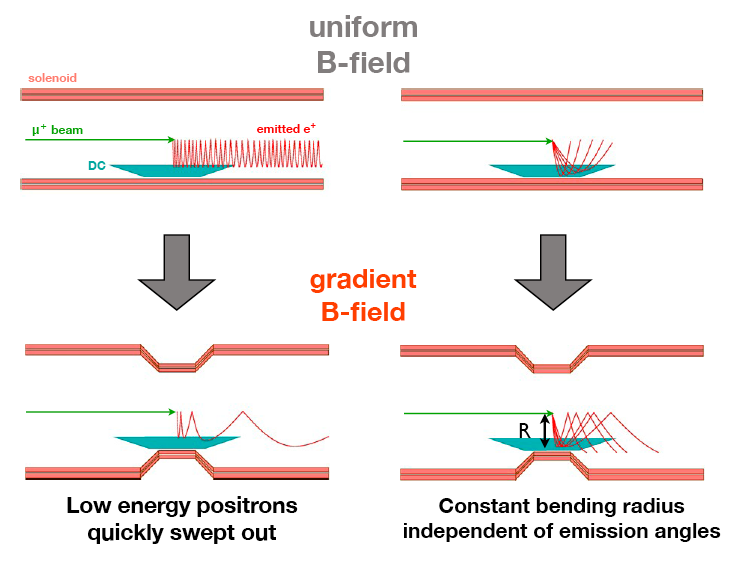 uniform
B-field
solenoid
μ⁺ beam
emitted e⁺
DC
gradient
B-field
R
Low energy positrons
quickly swept out
Constant bending radius
independent of emission angles